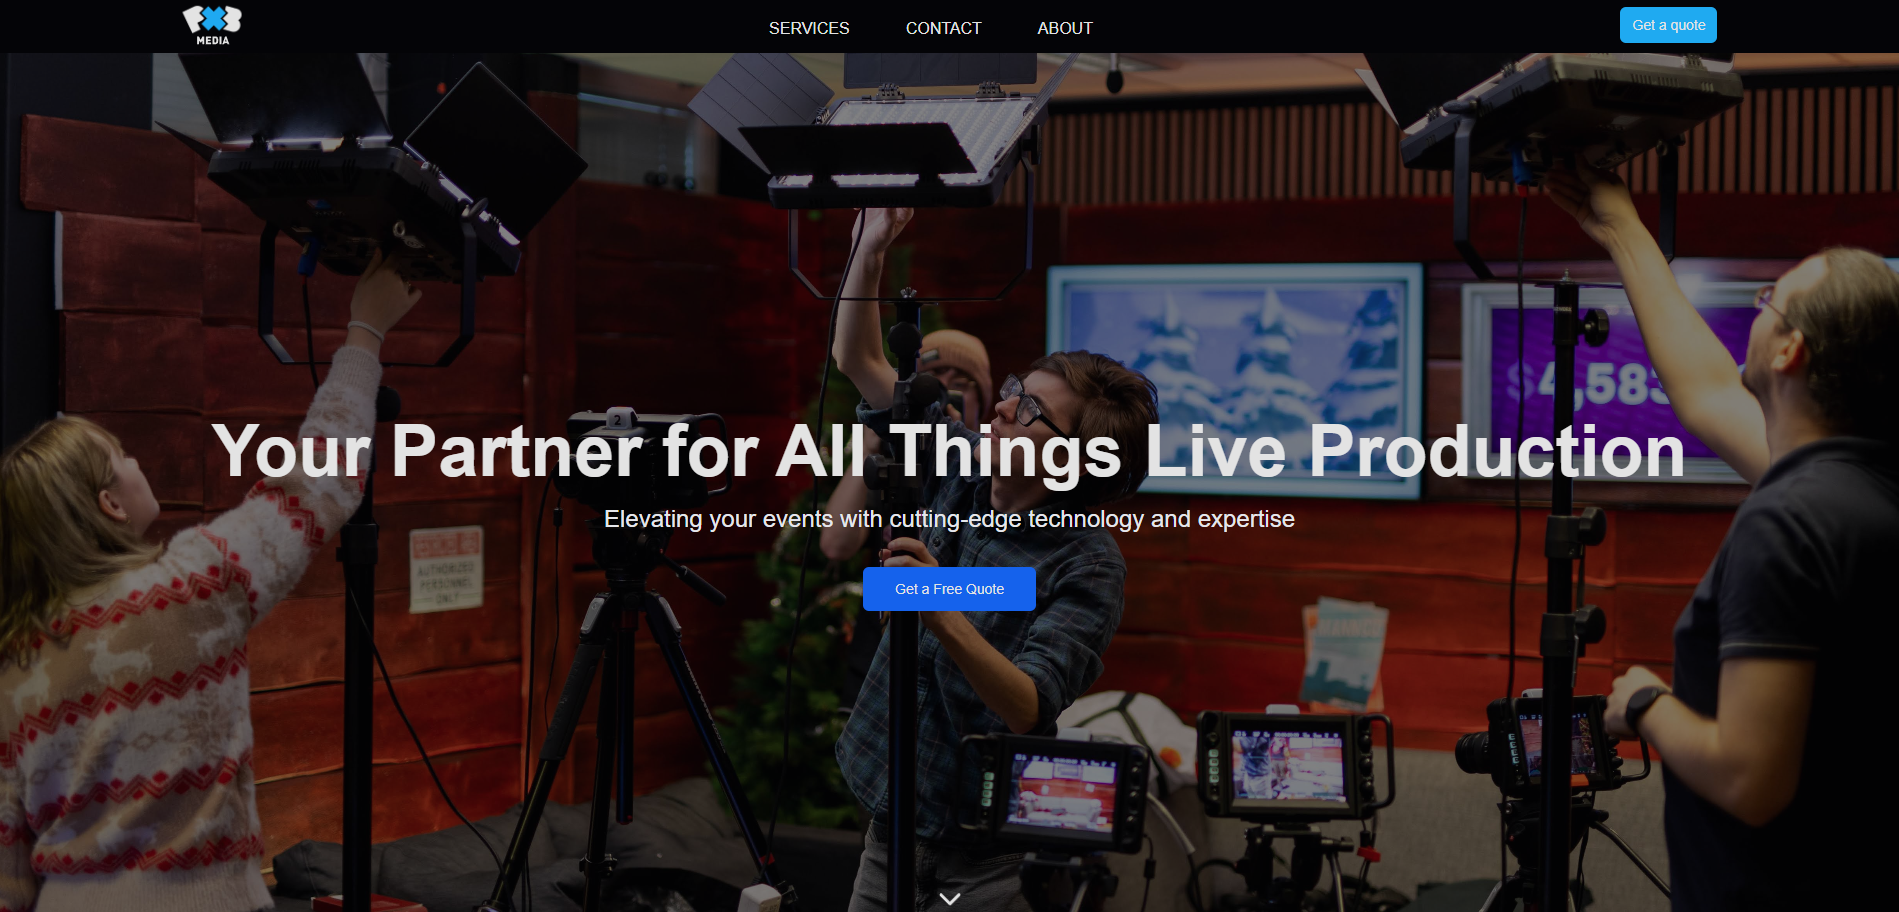 MEDIA
SERVICES
CONTACT
ABOUT
Get a quote
$4,583
2
Your Partner for All Things Live Production
Elevating your events with cutting-edge technology and expertise
AUTHORIZED
PERSONNEL
ONLY
Get a Free Quote